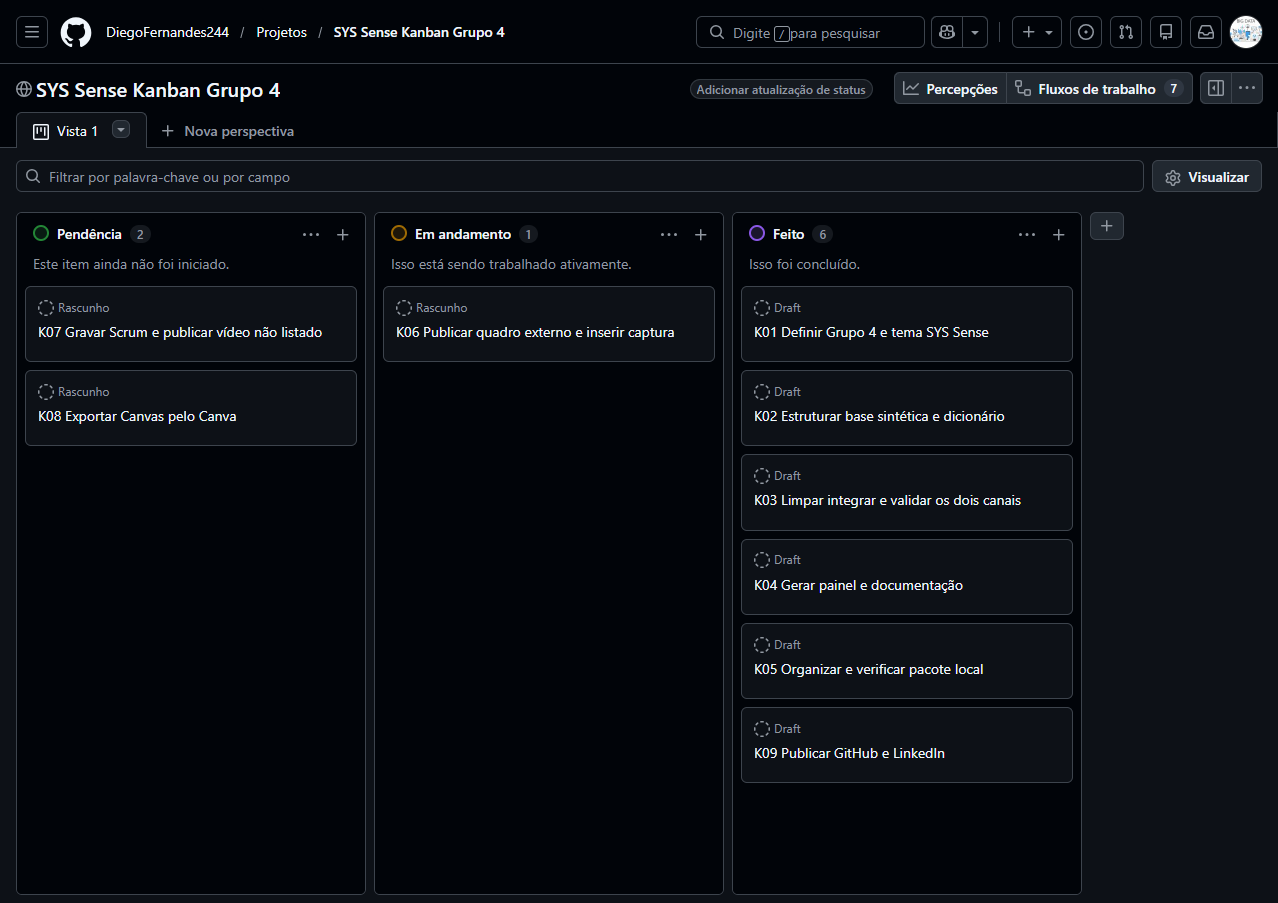 DiegoFernandes244 / Projetos / SYS Sense Kanban Grupo 4
Digite / para pesquisar
SYS Sense Kanban Grupo 4
Adicionar atualização de status
Percepções
Fluxos de trabalho 7
Vista 1
Nova perspectiva
Filtrar por palavra-chave ou por campo
Visualizar
Pendência 2
Este item ainda não foi iniciado.
Rascunho
K07 Gravar Scrum e publicar vídeo não listado
Rascunho
K08 Exportar Canvas pelo Canva
Em andamento 1
Isso está sendo trabalhado ativamente.
Rascunho
K06 Publicar quadro externo e inserir captura
Feito 6
Isso foi concluído.
Draft
K01 Definir Grupo 4 e tema SYS Sense
Draft
K02 Estruturar base sintética e dicionário
Draft
K03 Limpar integrar e validar os dois canais
Draft
K04 Gerar painel e documentação
Draft
K05 Organizar e verificar pacote local
Draft
K09 Publicar GitHub e LinkedIn